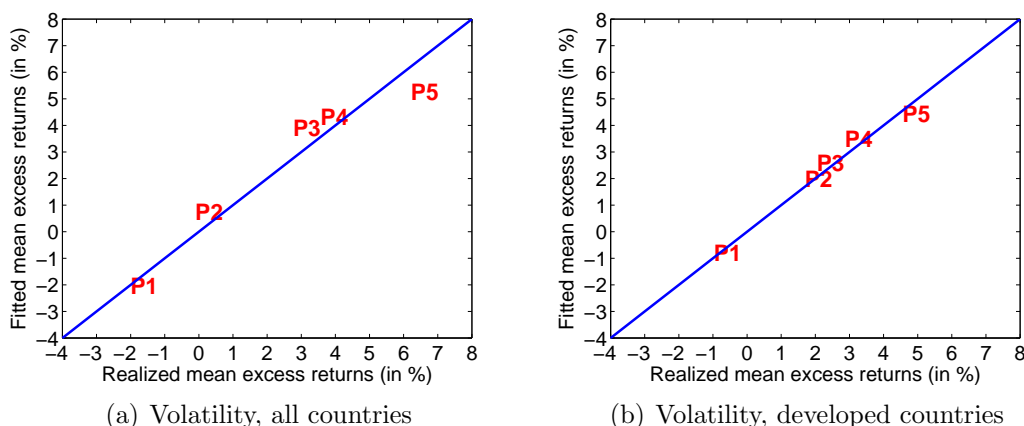 8
7
6
5
4
3
2
1
0
−1
−2
−3
−4
Fitted mean excess returns (in %)
P1
P2
P3
P4
P5
−4 −3 −2 −1 0 1 2 3 4 5 6 7 8
Realized mean excess returns (in %)
(a) Volatility, all countries
8
7
6
5
4
3
2
1
0
−1
−2
−3
−4
Fitted mean excess returns (in %)
P1
P2
P3
P4
P5
−4 −3 −2 −1 0 1 2 3 4 5 6 7 8
Realized mean excess returns (in %)
(b) Volatility, developed countries